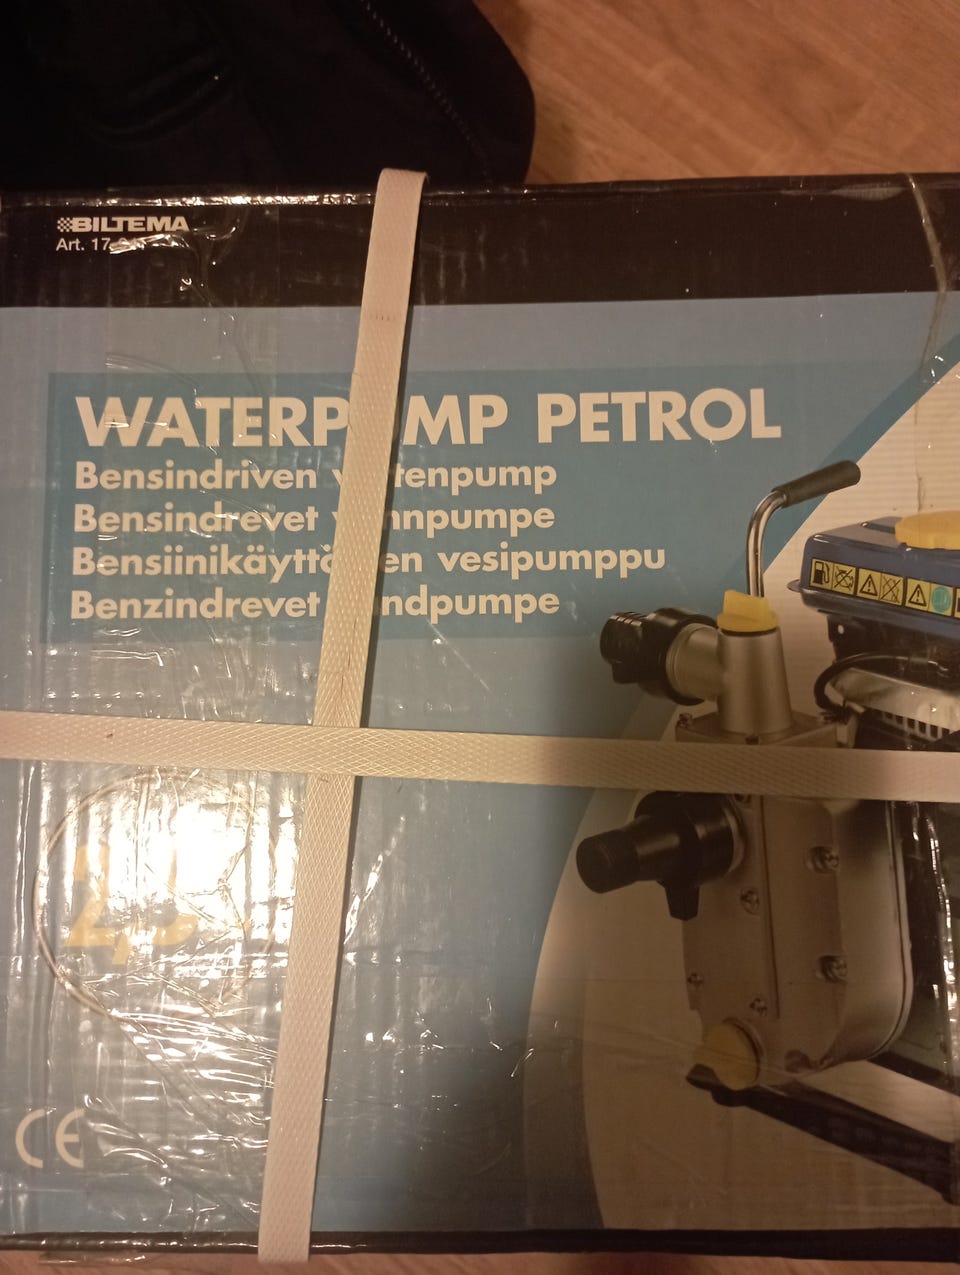 BILTEMA
Art. 17
WATERP MP PETROL
Bensindriven v tenpump
Bensindrevet v nnpumpe
Bensiinikäyttö en vesipumppu
Benzindrevet ndpumpe
CE